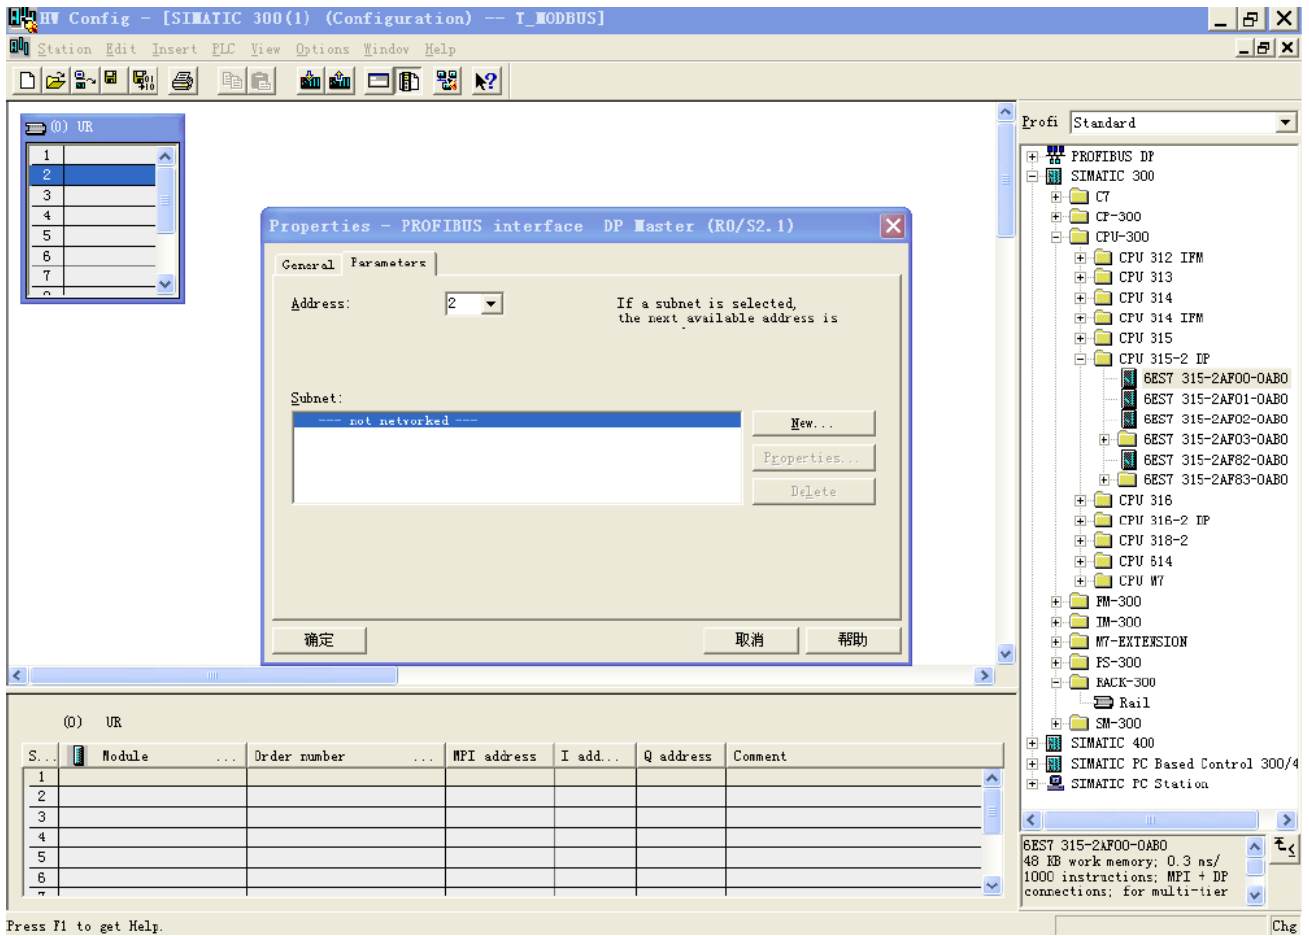 HW Config - [SIMATIC 300(1) (Configuration) -- T_MODBUS]
Station Edit Insert PLC View Options Window Help
(0) UR
1
2
3
4
5
6
7
Properties - PROFIBUS interface DP Master (R0/S2.1)
General Parameters
Address: 2
If a subnet is selected,
the next available address is
Subnet:
--- not networked ---
New...
Properties...
Delete
确定 取消 帮助
Profi Standard
PROFIBUS DP
SIMATIC 300
C7
CP-300
CPU-300
CPU 312 IFM
CPU 313
CPU 314
CPU 314 IFM
CPU 315
CPU 315-2 DP
6ES7 315-2AF00-0AB0
6ES7 315-2AF01-0AB0
6ES7 315-2AF02-0AB0
6ES7 315-2AF03-0AB0
6ES7 315-2AF82-0AB0
6ES7 315-2AF83-0AB0
CPU 316
CPU 316-2 DP
CPU 318-2
CPU 614
CPU M7
FM-300
IM-300
M7-EXTENSION
PS-300
RACK-300
Rail
SM-300
SIMATIC 400
SIMATIC PC Based Control 300/4
SIMATIC PC Station
(0) UR
S... Module ... Order number ... MPI address I add... Q address Comment
1
2
3
4
5
6
7
6ES7 315-2AF00-0AB0
48 KB work memory; 0.3 ms/
1000 instructions; MPI + DP
connections; for multi-tier
Press F1 to get Help.
Chg